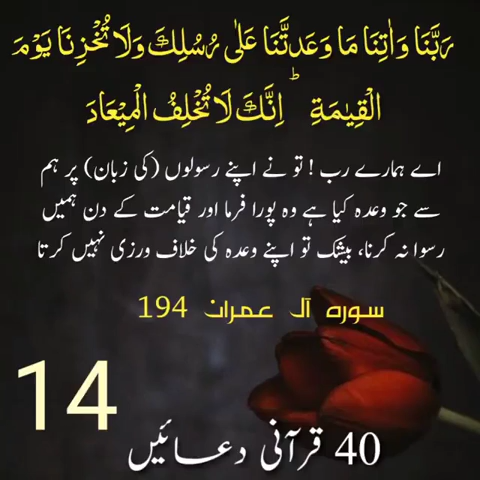 رَبَّنَا وَاٰتِنَا مَا وَعَدتَّنَا عَلٰى رُسُلِكَ وَلَا تُخْزِنَا يَوْمَ
الْقِيٰمَةِ ؕ اِنَّكَ لَا تُخْلِفُ الْمِيْعَادَ
اے ہمارے رب ! تو نے اپنے رسولوں (کی زبان) پر ہم
سے جو وعدہ کیا ہے وہ پورا فرما اور قیامت کے دن ہمیں
رسوا نہ کرنا، بیشک تو اپنے وعدہ کی خلاف ورزی نہیں کرتا
سورہ آل عمران 194
14
40 قرآنی دعائیں